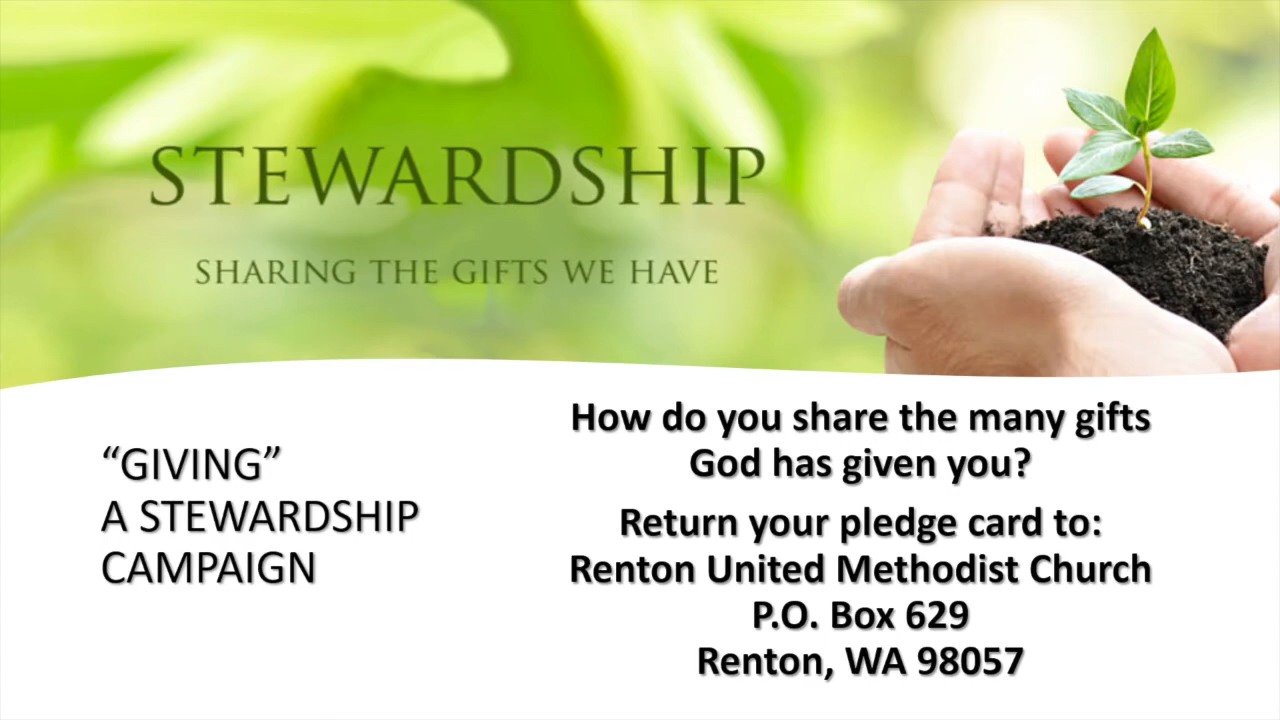 STEWARDSHIP
SHARING THE GIFTS WE HAVE
“GIVING”
A STEWARDSHIP
CAMPAIGN
How do you share the many gifts
God has given you?
Return your pledge card to:
Renton United Methodist Church
P.O. Box 629
Renton, WA 98057